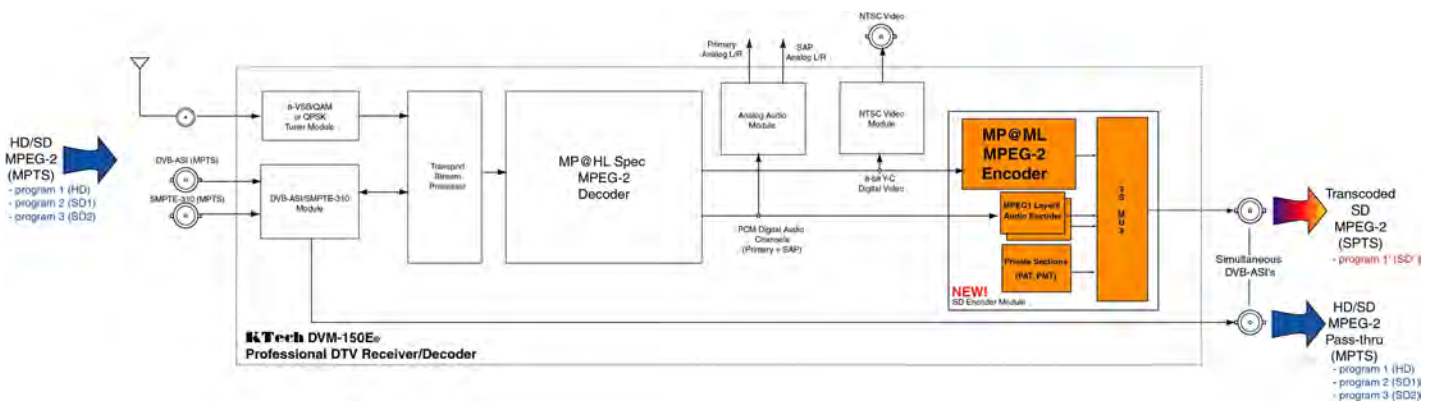 HD/SD
MPEG-2
(MPTS)
- program 1 (HD)
- program 2 (SD1)
- program 3 (SD2)
DVB-ASI (MPTS)
SMPTE-310 (MPTS)
8-VSB/QAM
or QPSK
Tuner Module
DVB-ASI/SMPTE-310
Module
Transport
Stream
Processor
MP@HL Spec
MPEG-2
Decoder
Primary
Analog L/R
SAP
Analog L/R
Analog Audio
Module
NTSC Video
NTSC Video
Module
8-bit Y-C
Digital Video
PCM Digital Audio
Channels
(Primary + SAP)
MP@ML
MPEG-2
Encoder
MPEG1 LayerII
Audio Encoder
Private Sections
(PAT, PMT)
NEW!
SD Encoder Module
KTech DVM-150E
Professional DTV Receiver/Decoder
Simultaneous
DVB-ASI's
Transcoded
SD
MPEG-2
(SPTS)
- program 1' (SD')
HD/SD
MPEG-2
Pass-thru
(MPTS)
- program 1 (HD)
- program 2 (SD1)
- program 3 (SD2)